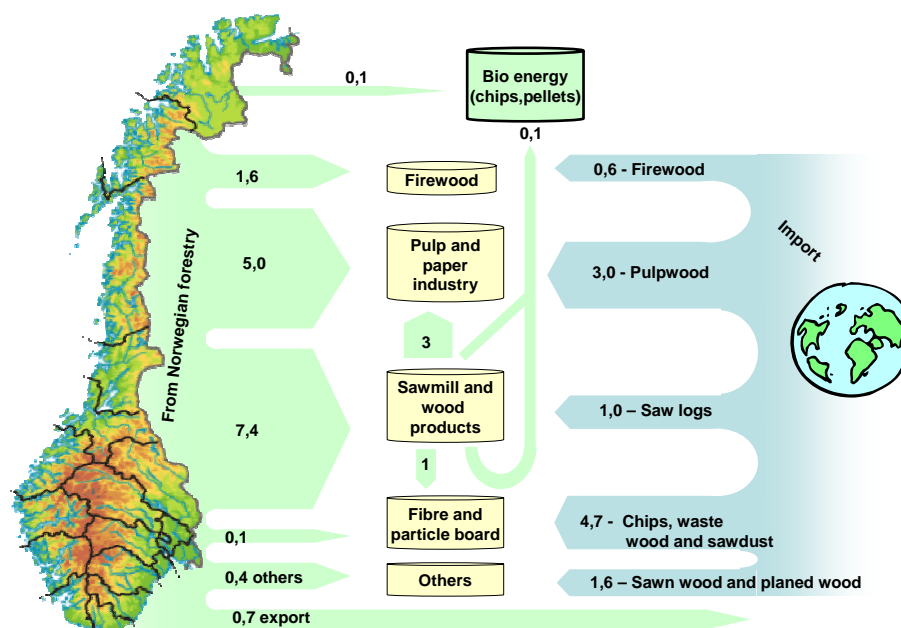 0,1
Bio energy
(chips,pellets)
0,1
1,6
Firewood
0,6 - Firewood
From Norwegian forestry
5,0
Pulp and
paper
industry
3,0 - Pulpwood
Import
3
7,4
Sawmill and
wood
products
1,0 – Saw logs
1
0,1
Fibre and
particle board
4,7 - Chips, waste
wood and sawdust
0,4 others
Others
1,6 – Sawn wood and planed wood
0,7 export